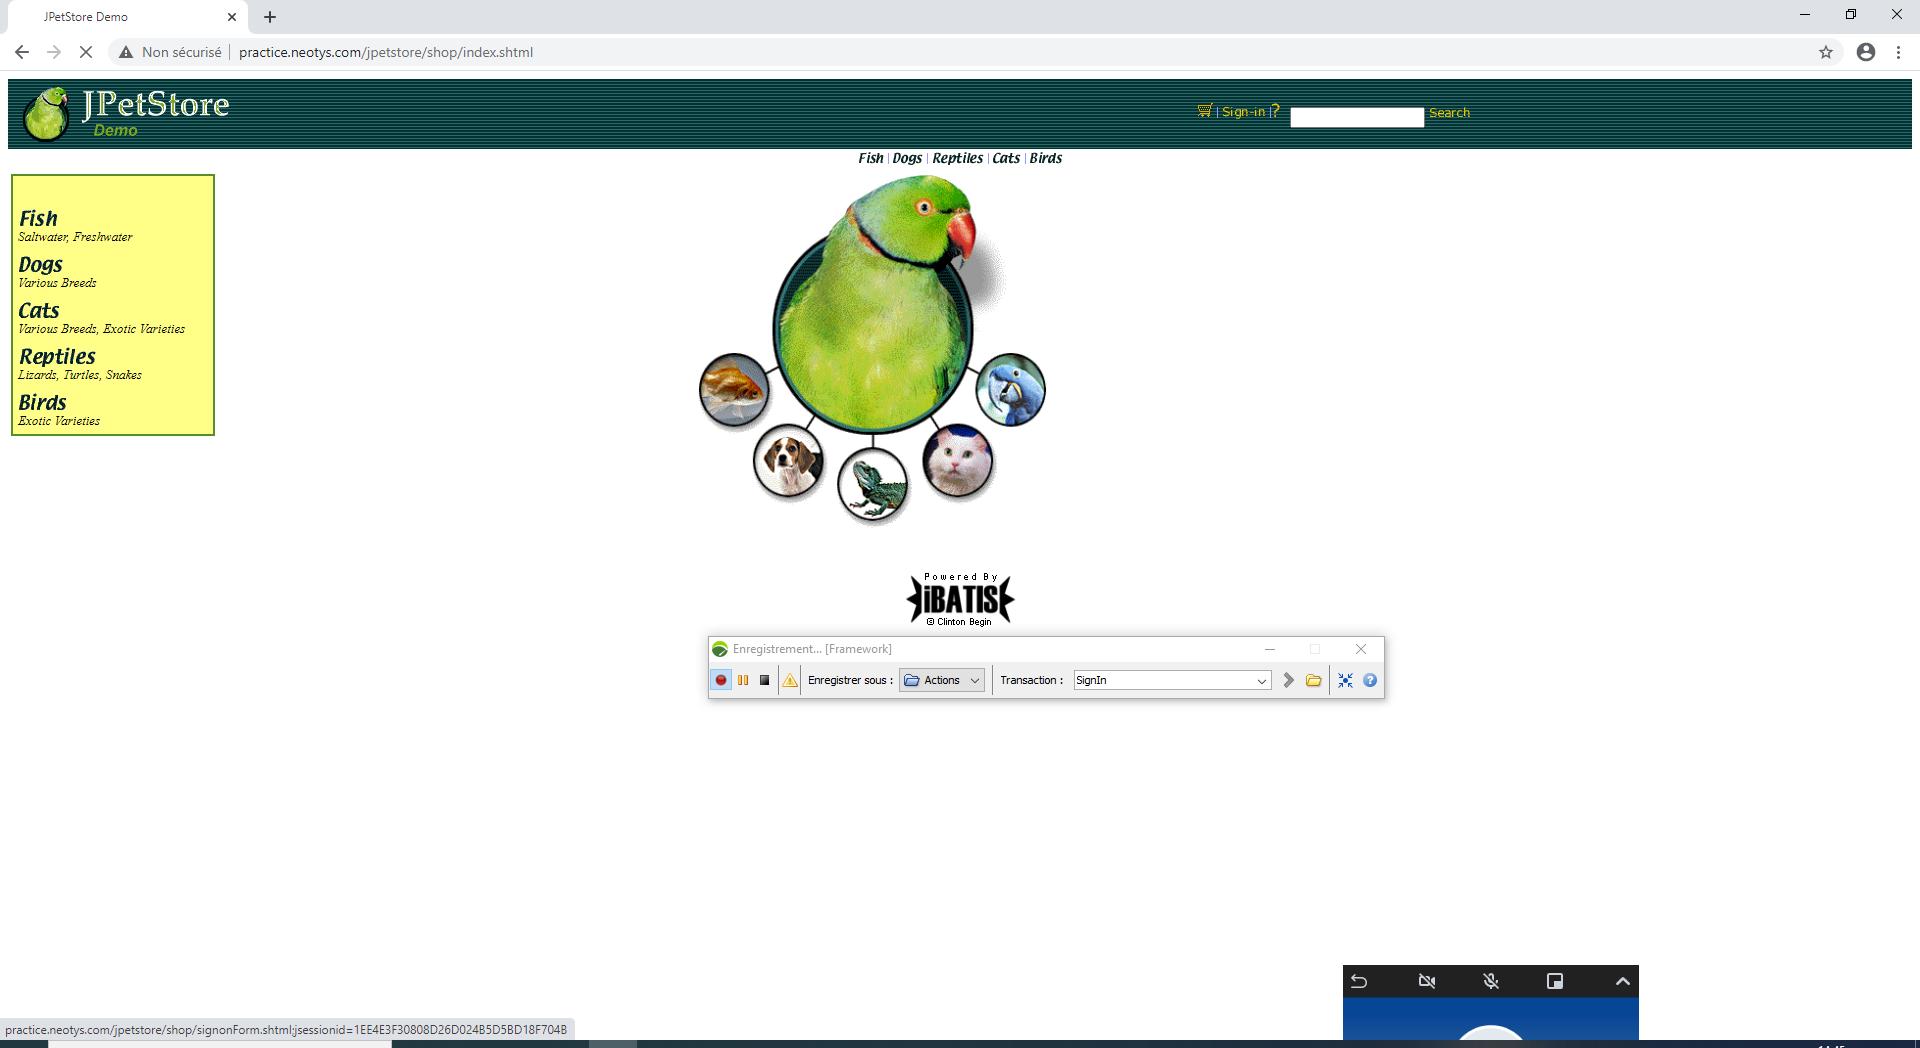 JPetStore Demo
Non sécurisé practice.neotys.com/jpetstore/shop/index.shtml
JPetStore
Demo
| Sign-in |? Search
Fish | Dogs | Reptiles | Cats | Birds
Fish
Saltwater, Freshwater
Dogs
Various Breeds
Cats
Various Breeds, Exotic Varieties
Reptiles
Lizards, Turtles, Snakes
Birds
Exotic Varieties
Powered By
iBATIS
© Clinton Begin
Enregistrement... [Framework]
Enregistrer sous : Actions Transaction : SignIn
practice.neotys.com/jpetstore/shop/signonForm.shtml;jsessionid=1EE4E3F30808D26D024B5D5BD18F704B